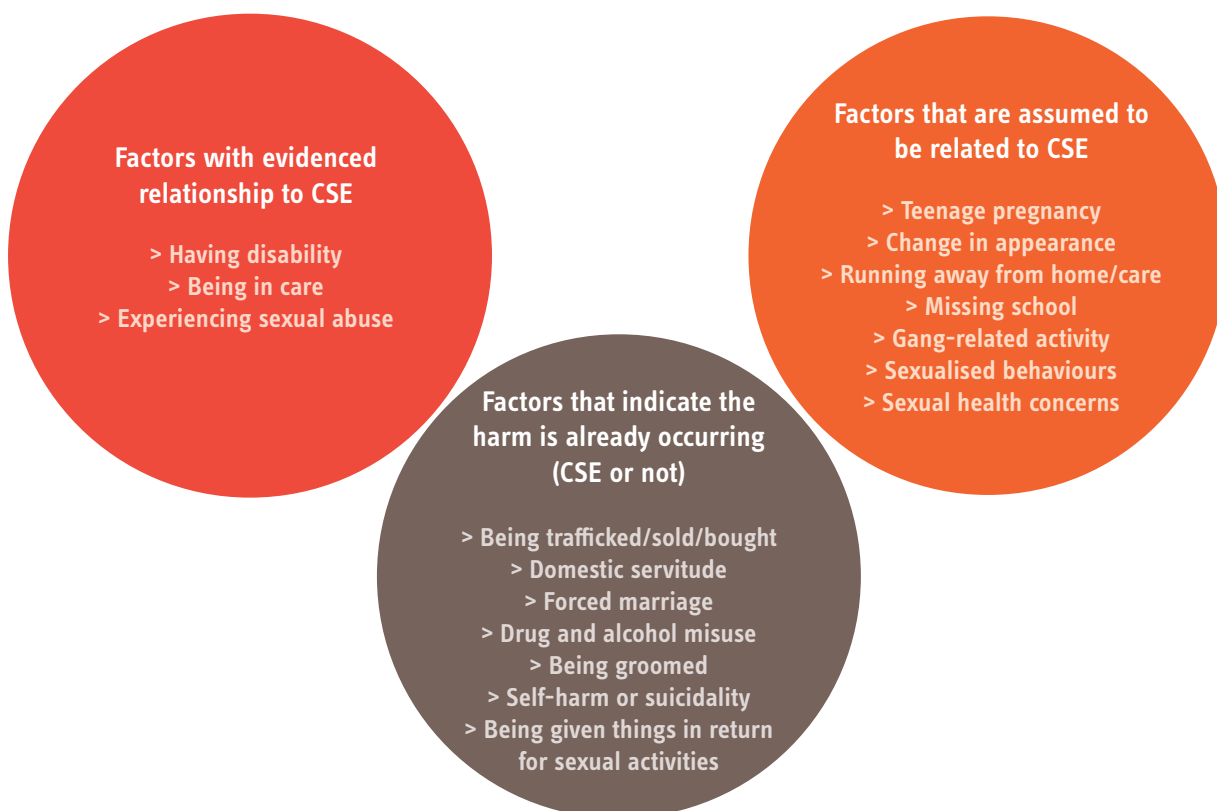 Factors with evidenced
relationship to CSE
> Having disability
> Being in care
> Experiencing sexual abuse
Factors that are assumed to
be related to CSE
> Teenage pregnancy
> Change in appearance
> Running away from home/care
> Missing school
> Gang-related activity
> Sexualised behaviours
> Sexual health concerns
Factors that indicate the
harm is already occurring
(CSE or not)
> Being trafficked/sold/bought
> Domestic servitude
> Forced marriage
> Drug and alcohol misuse
> Being groomed
> Self-harm or suicidality
> Being given things in return
for sexual activities